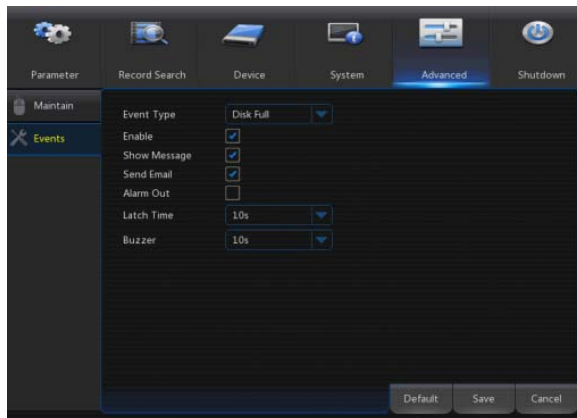 Parameter Record Search Device System Advanced Shutdown
Maintain
Events
Event Type Disk Full
Enable
Show Message
Send Email
Alarm Out
Latch Time 10s
Buzzer 10s
Default Save Cancel